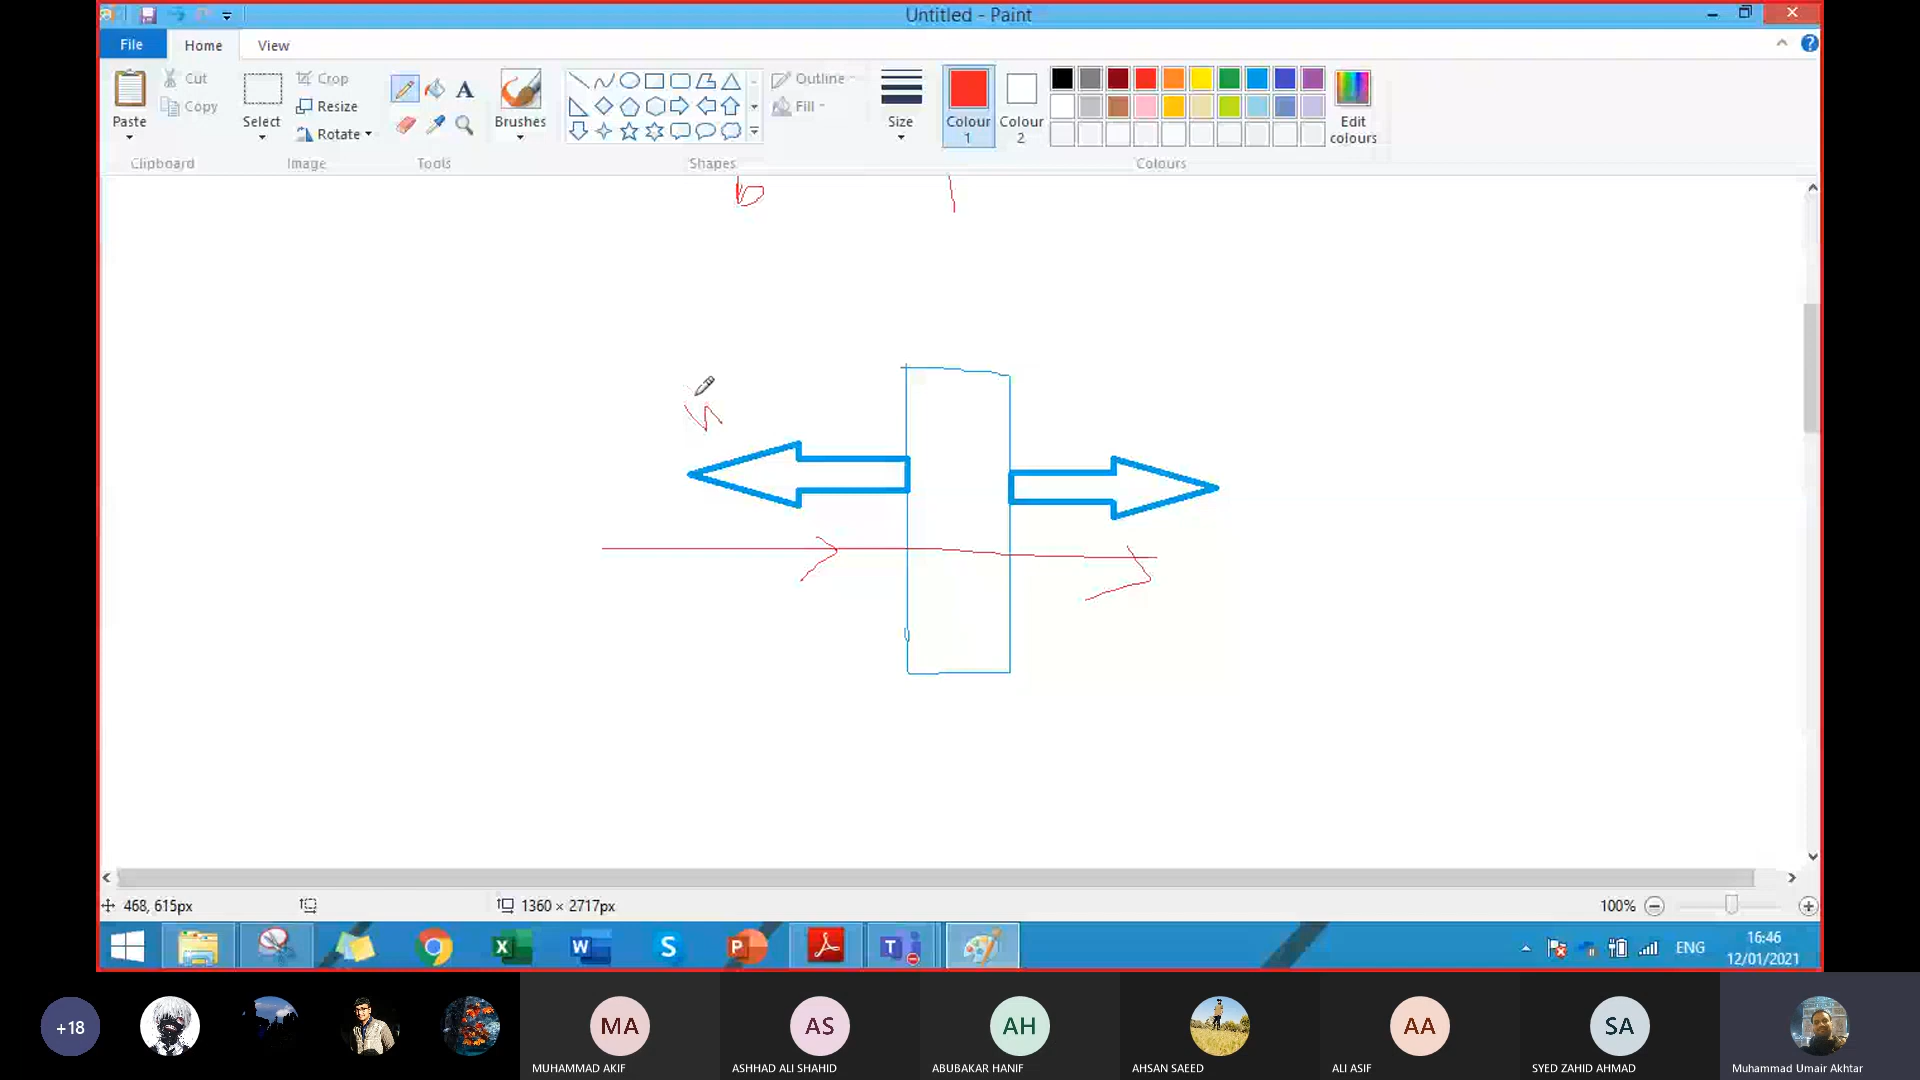 Untitled - Paint
File Home View
Paste
Cut
Copy
Clipboard
Select
Crop
Resize
Rotate
Image
A
Tools
Brushes
Outline
Fill
Shapes
Size
Colour 1
Colour 2
Edit colours
Colours
b
468, 615px
1360 × 2717px
100%
ENG
16:46
12/01/2021
+18
MA
MUHAMMAD AKIF
AS
ASHHAD ALI SHAHID
AH
ABUBAKAR HANIF
AHSAN SAEED
AA
ALI ASIF
SA
SYED ZAHID AHMAD
Muhammad Umair Akhtar